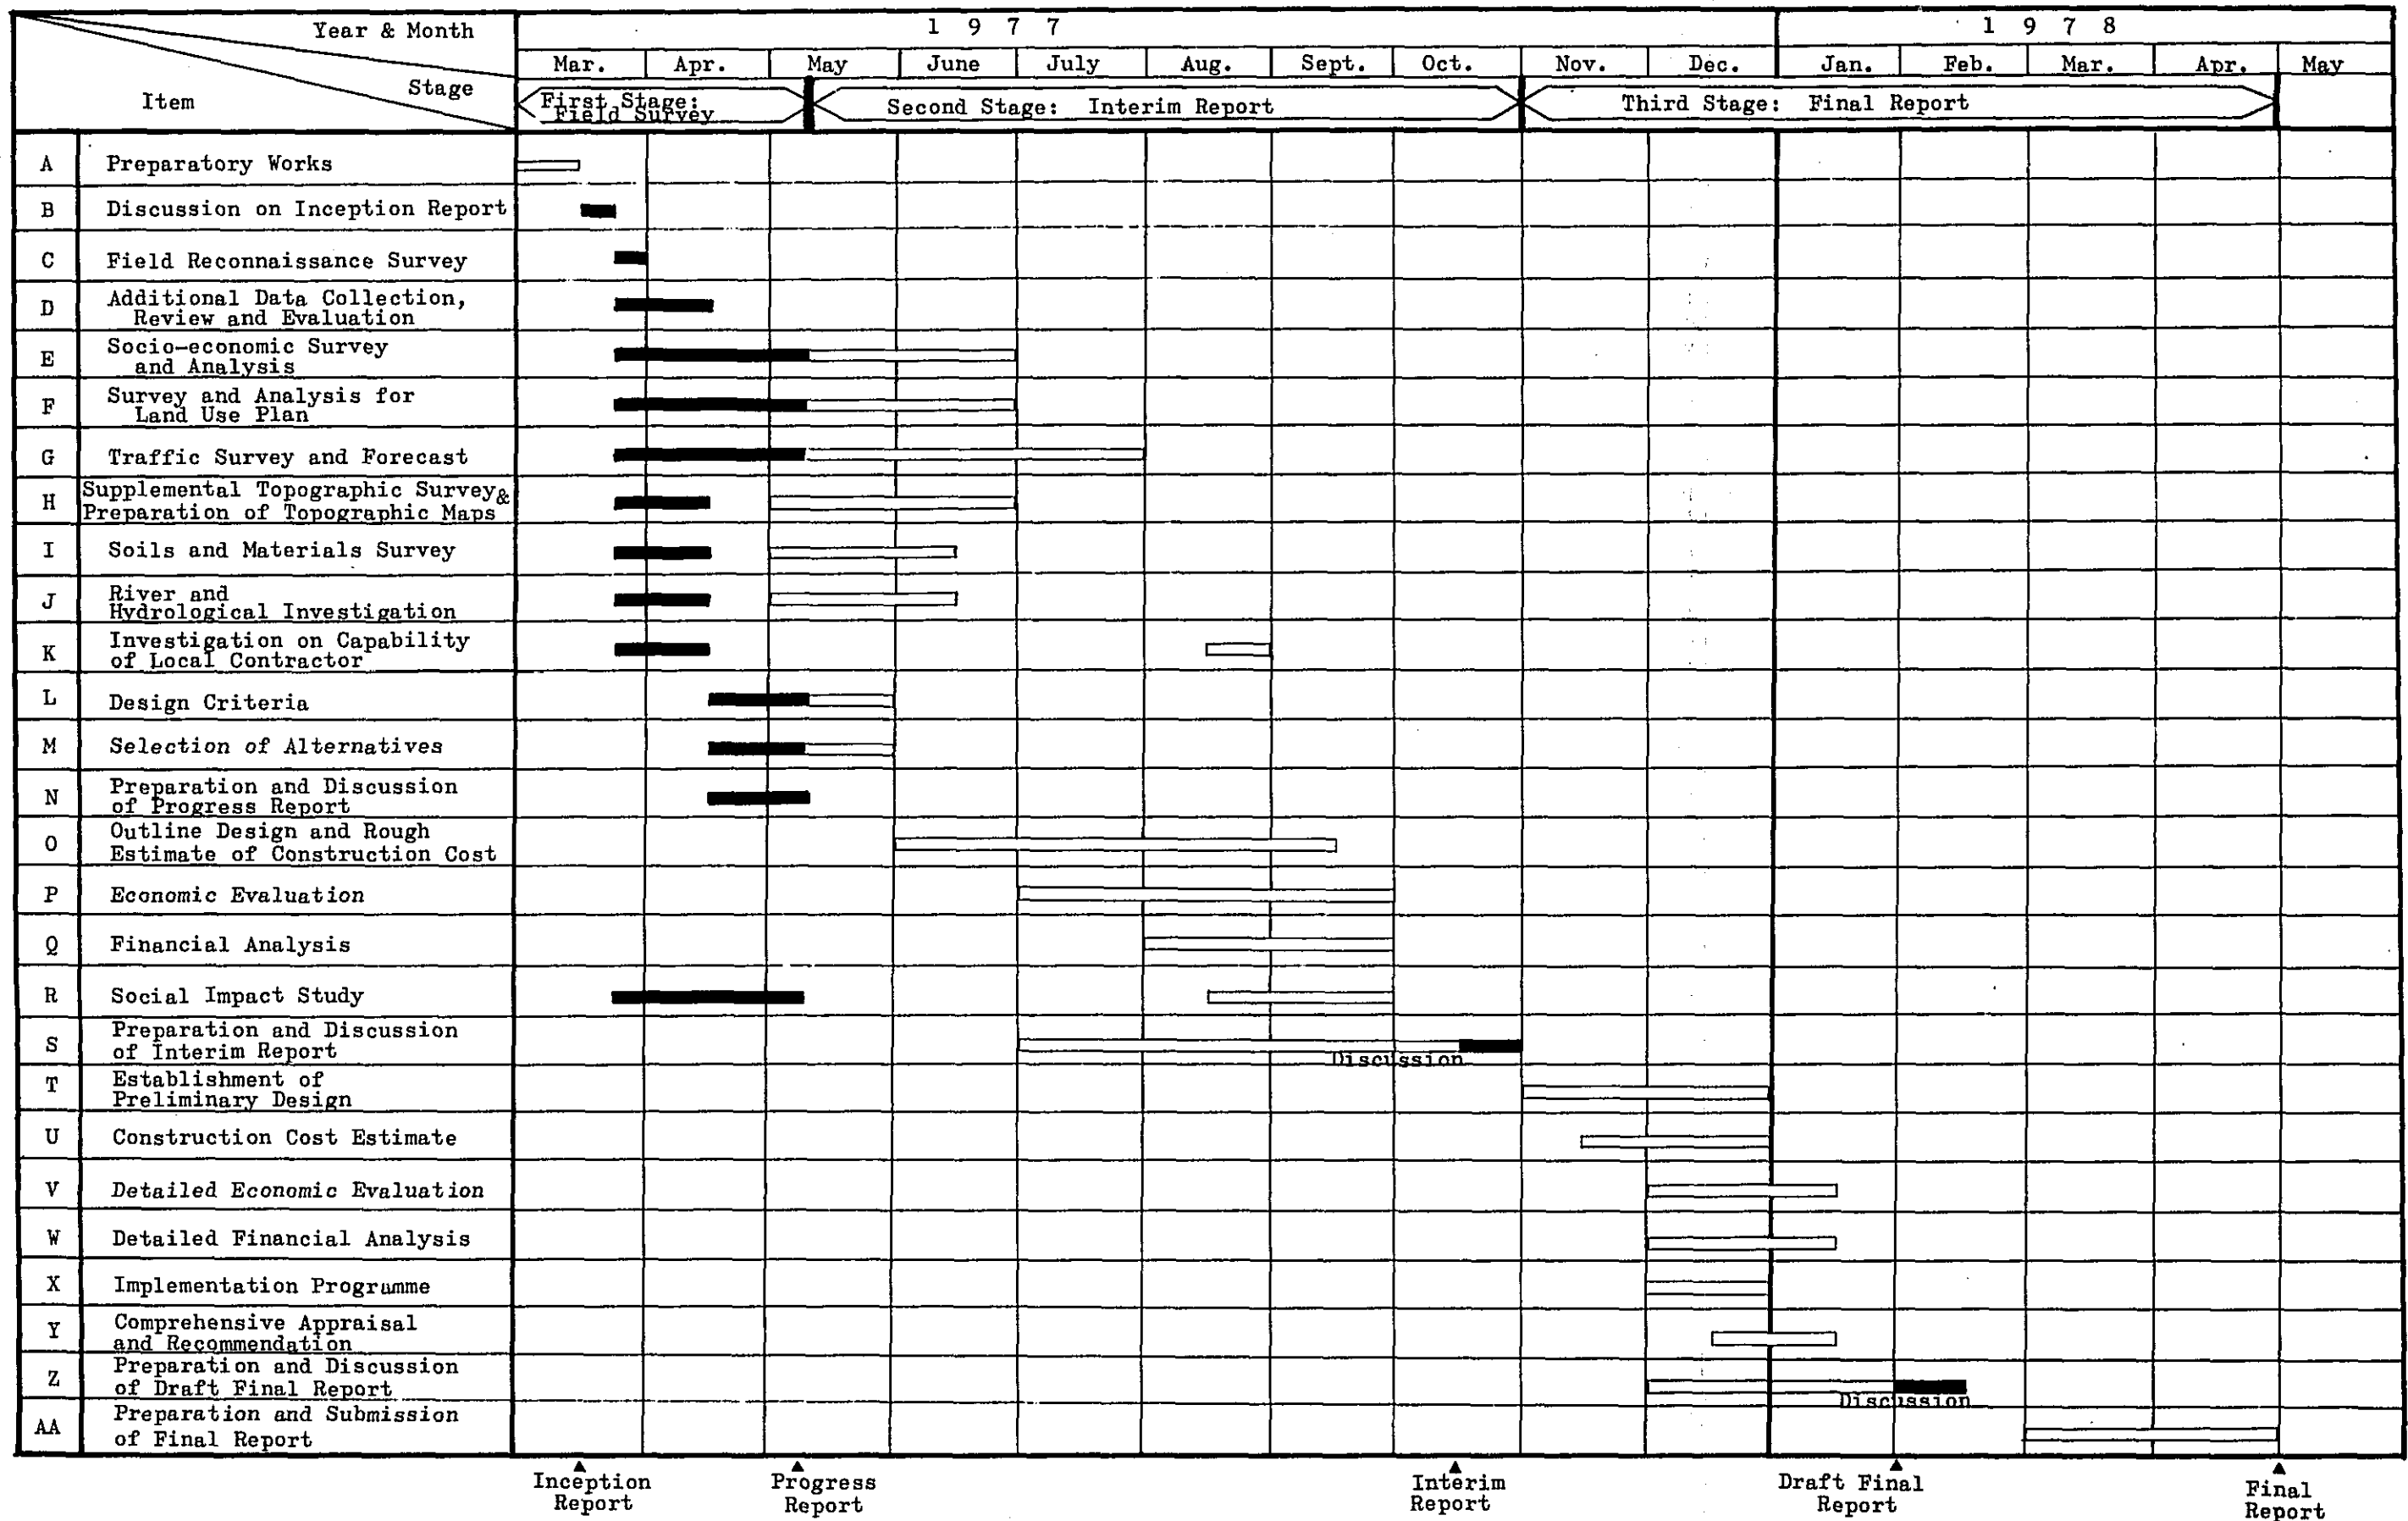 Year & Month
Stage
Item
1 9 7 7
1 9 7 8
Mar. Apr. May June July Aug. Sept. Oct. Nov. Dec. Jan. Feb. Mar. Apr. May
First Stage:
Field Survey
Second Stage: Interim Report
Third Stage: Final Report
A Preparatory Works
B Discussion on Inception Report
C Field Reconnaissance Survey
D Additional Data Collection,
Review and Evaluation
E Socio-economic Survey
and Analysis
F Survey and Analysis for
Land Use Plan
G Traffic Survey and Forecast
H Supplemental Topographic Survey&
Preparation of Topographic Maps
I Soils and Materials Survey
J River and
Hydrological Investigation
K Investigation on Capability
of Local Contractor
L Design Criteria
M Selection of Alternatives
N Preparation and Discussion
of Progress Report
O Outline Design and Rough
Estimate of Construction Cost
P Economic Evaluation
Q Financial Analysis
R Social Impact Study
S Preparation and Discussion
of Interim Report
Discussion
T Establishment of
Preliminary Design
U Construction Cost Estimate
V Detailed Economic Evaluation
W Detailed Financial Analysis
X Implementation Programme
Y Comprehensive Appraisal
and Recommendation
Z Preparation and Discussion
of Draft Final Report
Discussion
AA Preparation and Submission
of Final Report
Inception
Report
Progress
Report
Interim
Report
Draft Final
Report
Final
Report